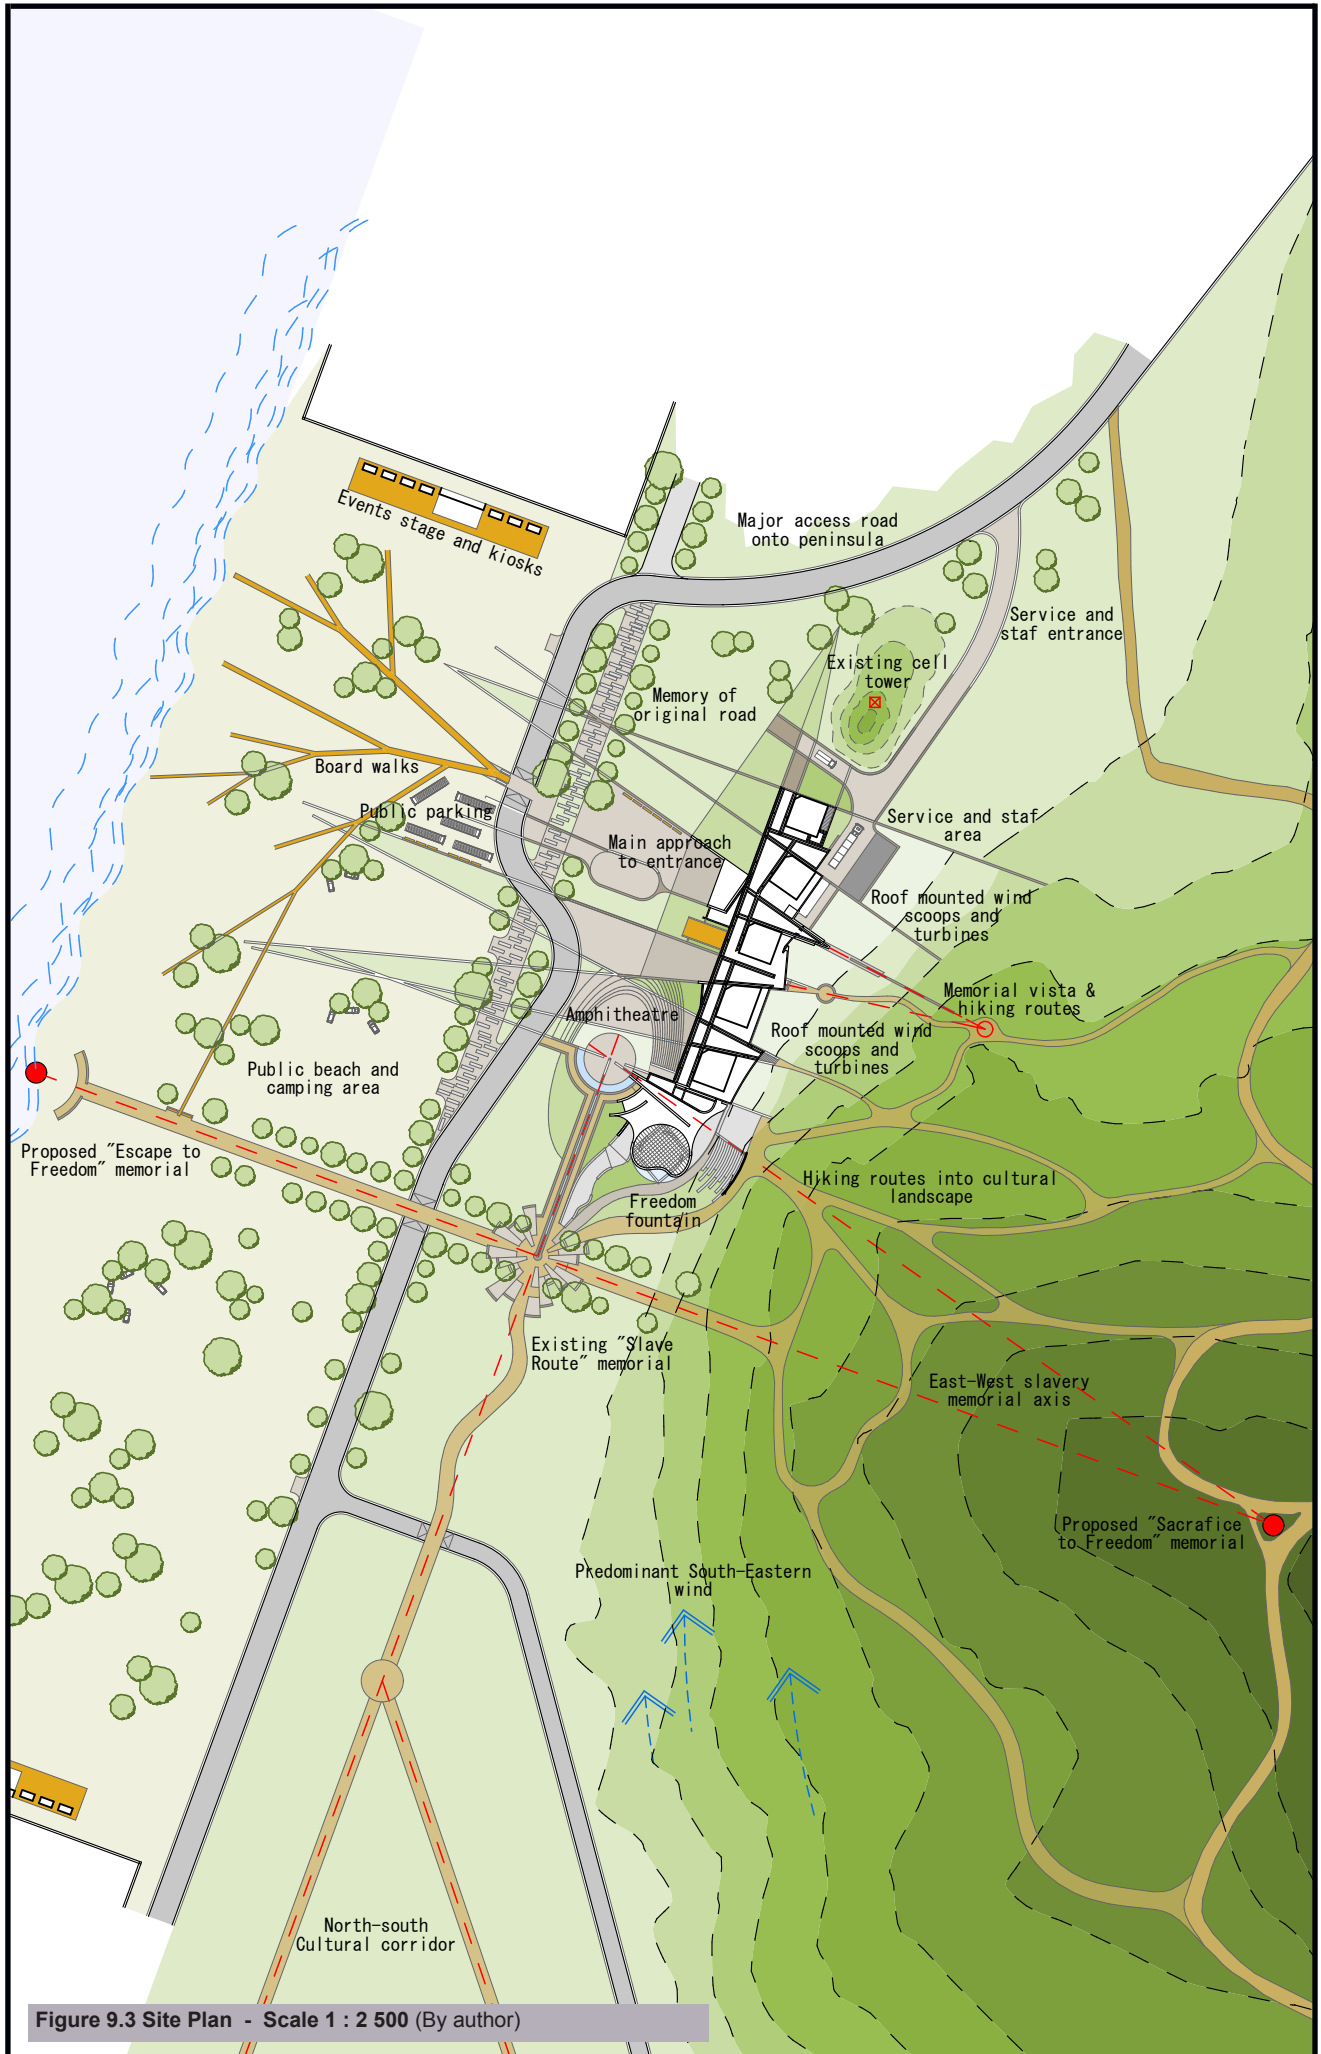 Events stage and kiosks
Major access road
onto peninsula
Service and
staf entrance
Existing cell
tower
Memory of
original road
Board walks
Public parking
Main approach
to entrance
Service and staf
area
Roof mounted wind
scoops and
turbines
Memorial vista &
hiking routes
Amphitheatre
Roof mounted wind
scoops and
turbines
Public beach and
camping area
Proposed "Escape to
Freedom" memorial
Hiking routes into cultural
landscape
Freedom
fountain
Existing "Slave
Route" memorial
East-West slavery
memorial axis
Proposed "Sacrafice
to Freedom" memorial
Predominant South-Eastern
wind
North-south
Cultural corridor
Figure 9.3 Site Plan - Scale 1 : 2 500 (By author)